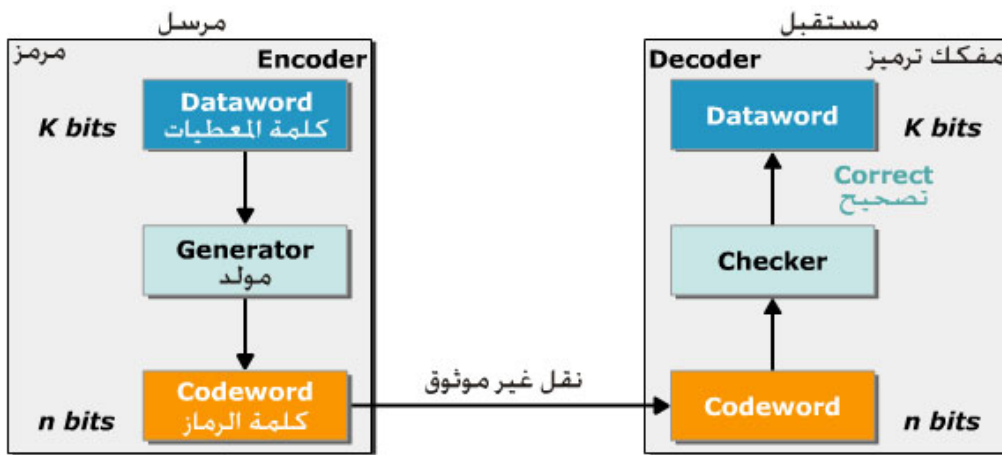 مرسل
مرمز
Encoder
Dataword
كلمة المعطيات
K bits
Generator
مولد
Codeword
كلمة الرماز
n bits
نقل غير موثوق
مستقبل
Decoder
مفكك ترميز
Dataword
K bits
Correct
تصحيح
Checker
Codeword
n bits